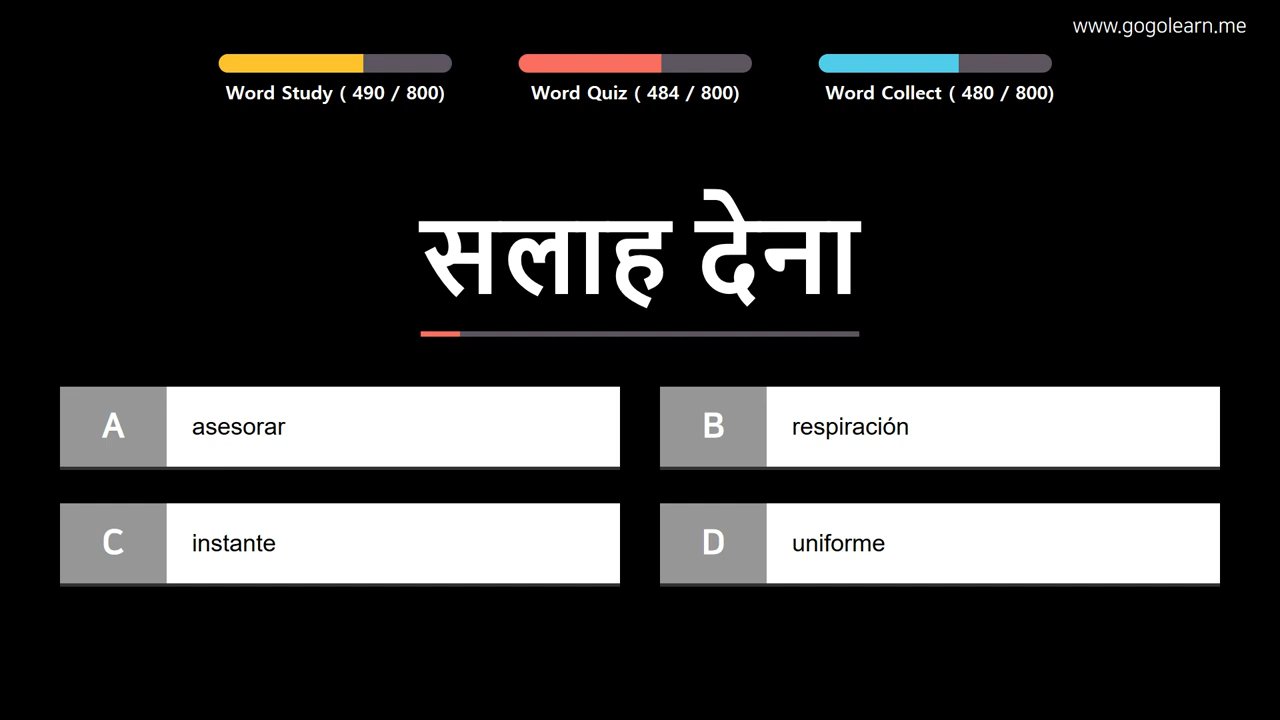 www.gogolearn.me
Word Study ( 490 / 800)
Word Quiz ( 484 / 800)
Word Collect ( 480 / 800)
सलाह देना
A
asesorar
B
respiración
C
instante
D
uniforme